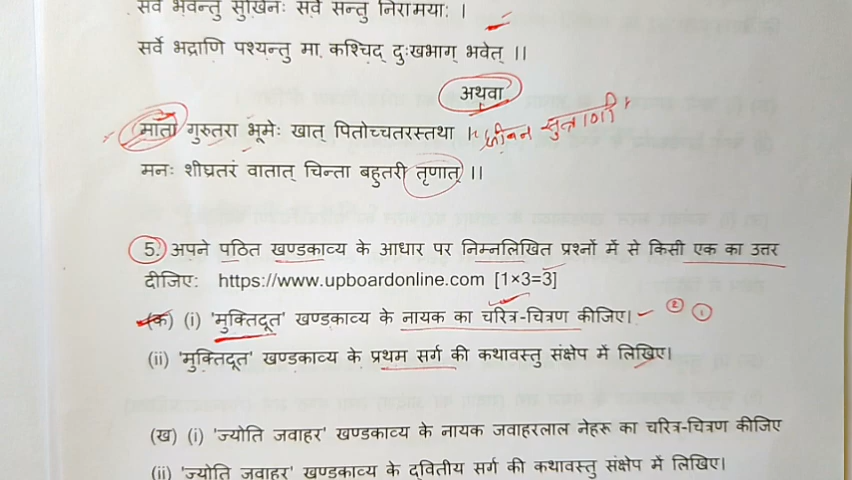 सर्वे भवन्तु सुखिनः सर्वे सन्तु निरामयाः ।
सर्वे भद्राणि पश्यन्तु मा कश्चिद् दुःखभाग् भवेत् ।।
अथवा
माता गुरुतरा भूमेः खात् पितोच्चतरस्तथा ।
मनः शीघ्रतरं वातात् चिन्ता बहुतरी तृणात् ।।
5. अपने पठित खण्डकाव्य के आधार पर निम्नलिखित प्रश्नों में से किसी एक का उत्तर
दीजिए: https://www.upboardonline.com [1×3=3]
(क) (i) 'मुक्तिदूत' खण्डकाव्य के नायक का चरित्र-चित्रण कीजिए। ② ①
(ii) 'मुक्तिदूत' खण्डकाव्य के प्रथम सर्ग की कथावस्तु संक्षेप में लिखिए।
(ख) (i) 'ज्योति जवाहर' खण्डकाव्य के नायक जवाहरलाल नेहरू का चरित्र-चित्रण कीजिए
(ii) 'ज्योति जवाहर' खण्डकाव्य के द्वितीय सर्ग की कथावस्तु संक्षेप में लिखिए।